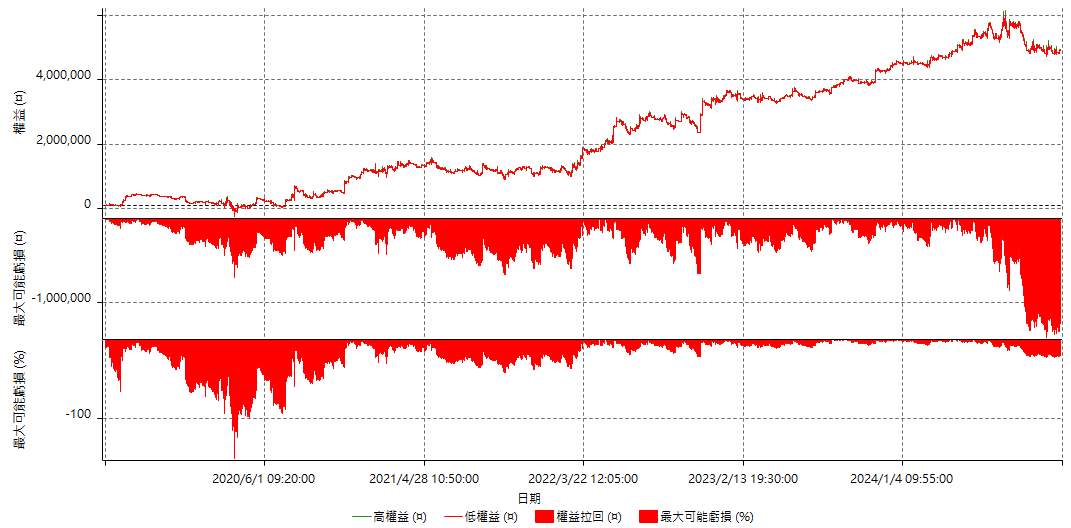 權益 (¤)
4,000,000
2,000,000
0
最大可能虧損 (¤)
-1,000,000
最大可能虧損 (%)
-100
2020/6/1 09:20:00
2021/4/28 10:50:00
2022/3/22 12:05:00
2023/2/13 19:30:00
2024/1/4 09:55:00
日期
高權益 (¤) 低權益 (¤) 權益拉回 (¤) 最大可能虧損 (%)